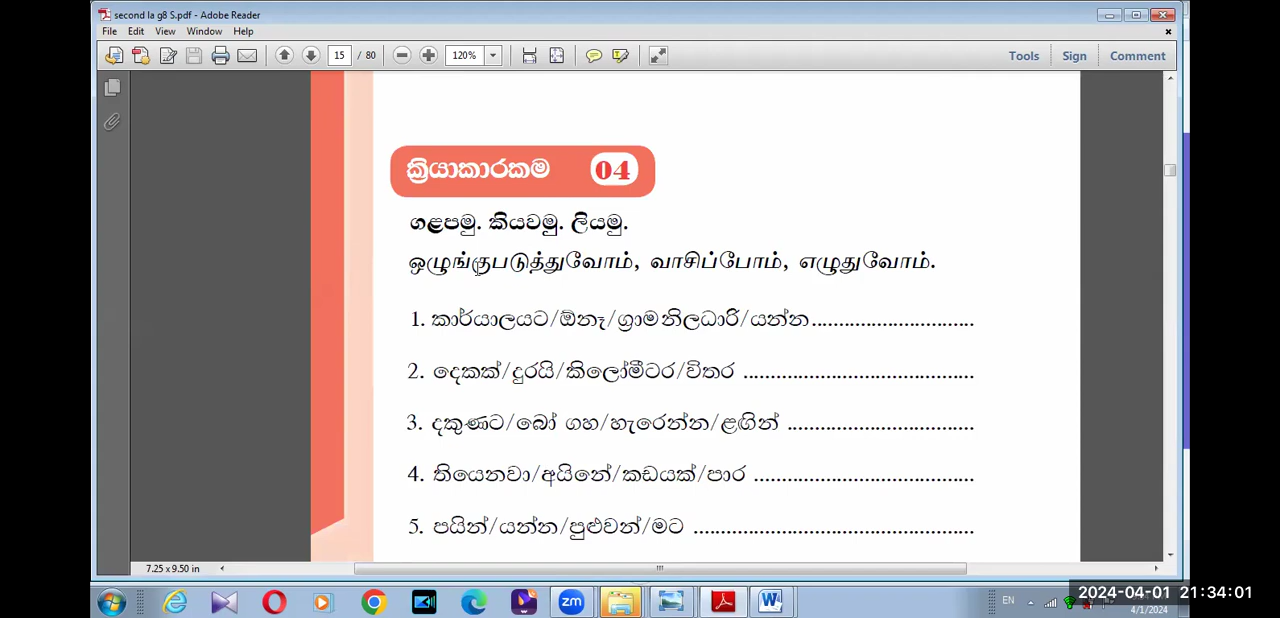 second la g8 S.pdf - Adobe Reader
File Edit View Window Help
15 / 80 120% Tools Sign Comment
ක්‍රියාකාරකම 04
ගළපමු. කියවමු. ලියමු.
ஒழுங்குபடுத்துவோம், வாசிப்போம், எழுதுவோம்.
1. කාර්යාලයට/ඕනෑ/ග්‍රාමනිලධාරි/යන්න..............................
2. දෙකක්/දුරයි/කිලෝමීටර/විතර ...........................................
3. දකුණට/බෝ ගහ/හැරෙන්න/ළඟින් ...................................
4. තියෙනවා/අයිනේ/කඩයක්/පාර .........................................
5. පයින්/යන්න/පුළුවන්/මට ....................................................
7.25 x 9.50 in
zm W EN 2024-04-01 21:34:01
4/1/2024